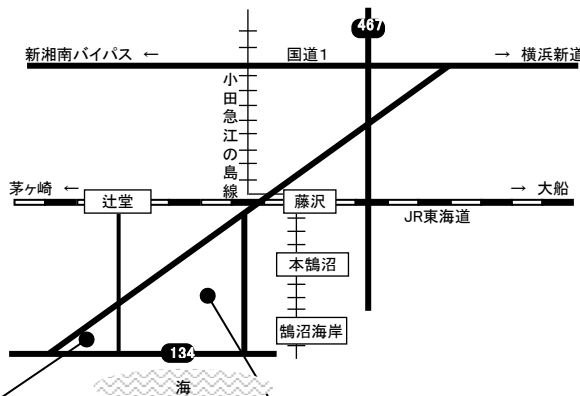 467
新湘南バイパス ←
国道1
→ 横浜新道
小田急江の島線
茅ヶ崎 ←
辻堂
藤沢
→ 大船
JR東海道
本鵠沼
鵠沼海岸
134
海